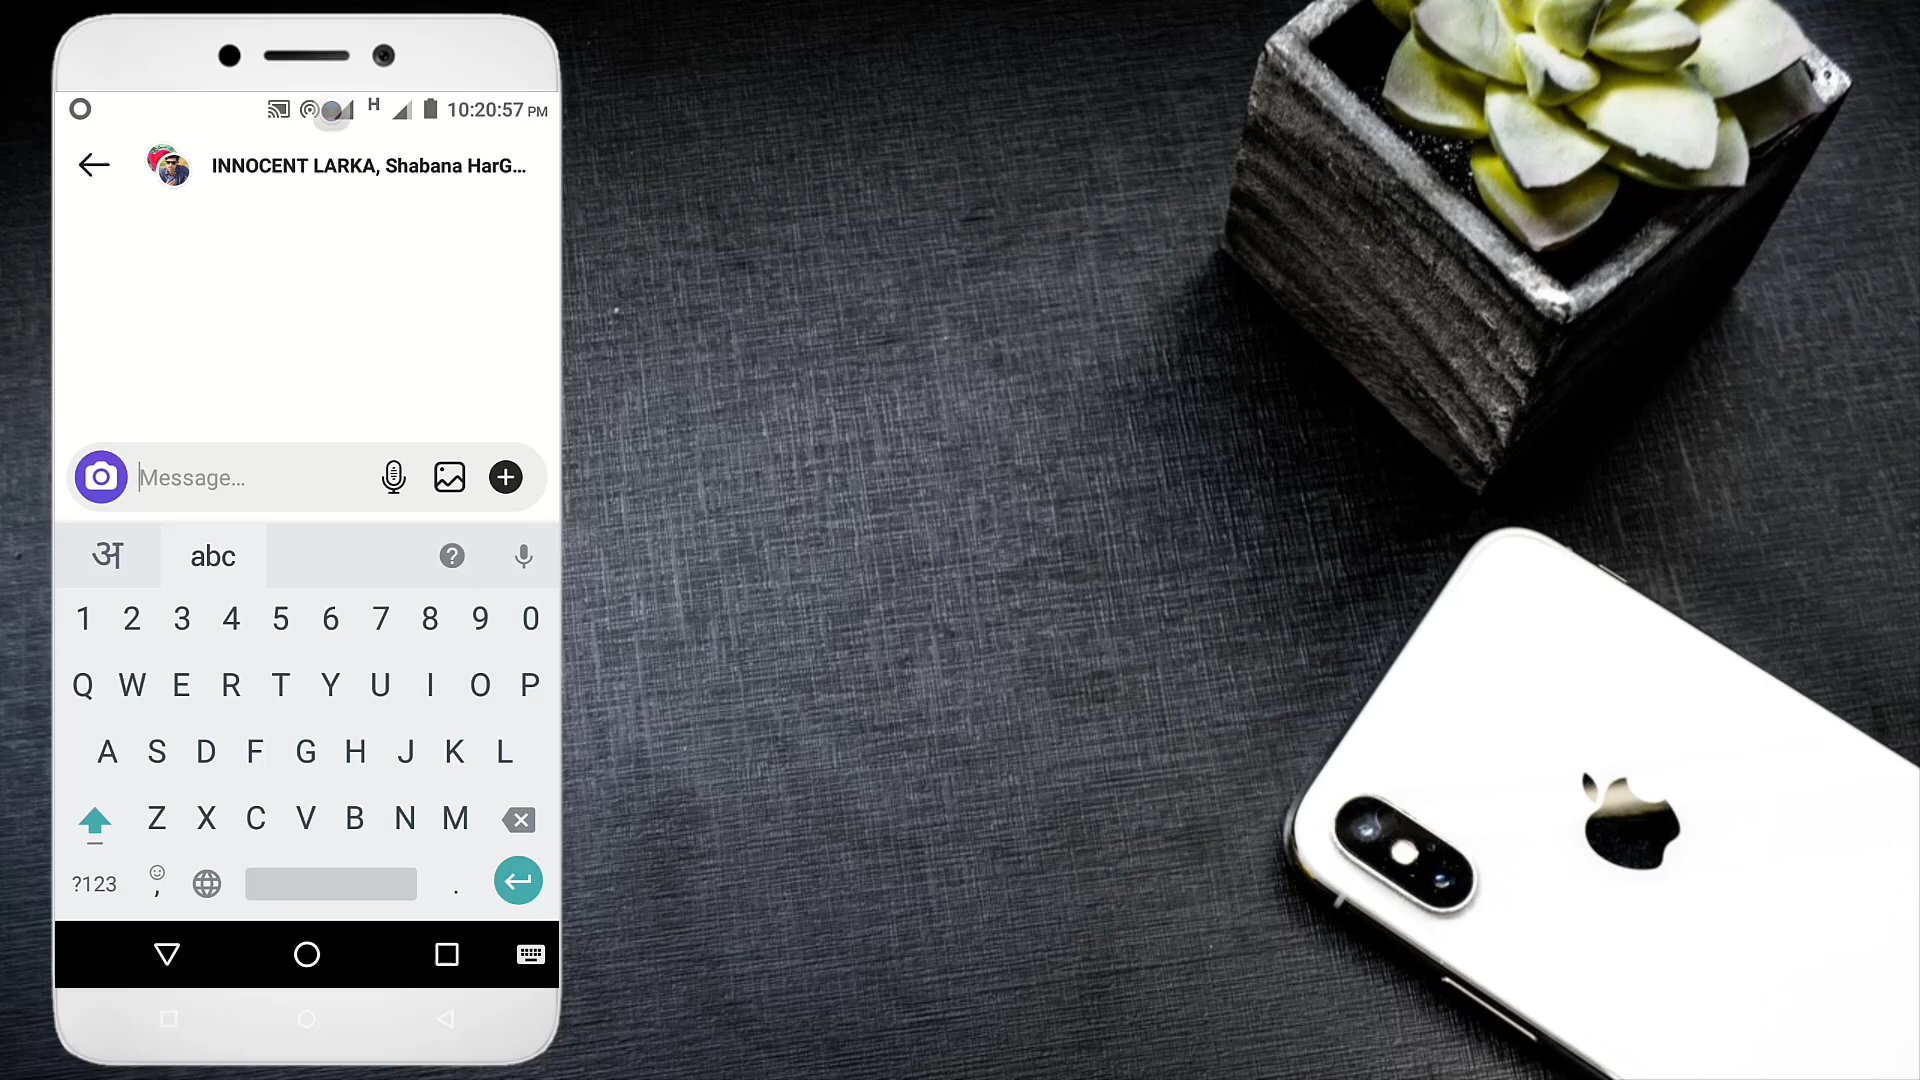 H 10:20:57 PM
INNOCENT LARKA, Shabana HarG...
Message...
अ abc
1 2 3 4 5 6 7 8 9 0
Q W E R T Y U I O P
A S D F G H J K L
Z X C V B N M
?123 , .